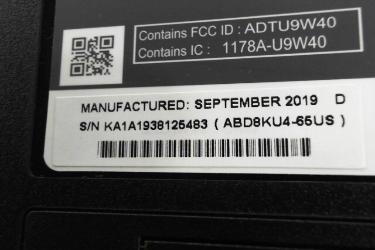 Contains FCC ID : ADTU9W40
Contains IC : 1178A-U9W40
MANUFACTURED: SEPTEMBER 2019 D
S/N KA1A1938125483 ( ABD8KU4-65US )